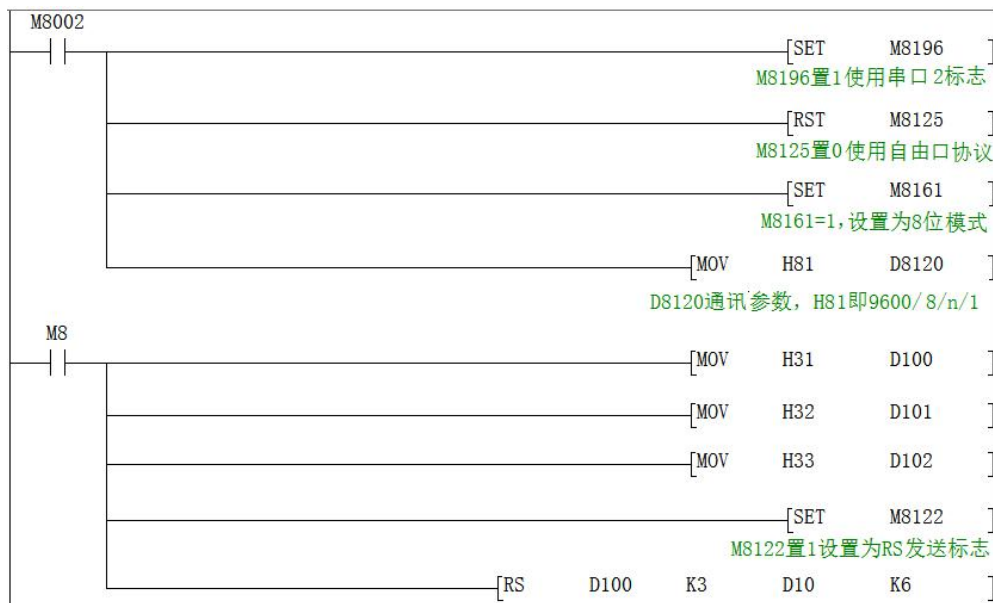 M8002
[SET M8196 ]
M8196置1使用串口2标志
[RST M8125 ]
M8125置0使用自由口协议
[SET M8161 ]
M8161=1,设置为8位模式
[MOV H81 D8120 ]
D8120通讯参数，H81即9600/8/n/1
M8
[MOV H31 D100 ]
[MOV H32 D101 ]
[MOV H33 D102 ]
[SET M8122 ]
M8122置1设置为RS发送标志
[RS D100 K3 D10 K6 ]